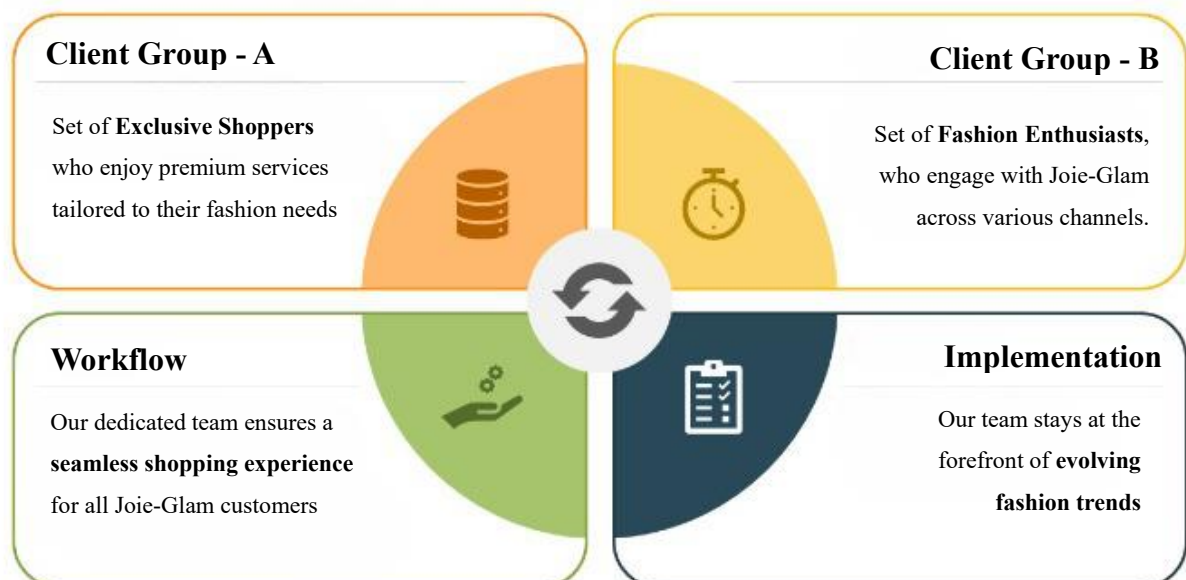 Client Group - A
Set of Exclusive Shoppers
who enjoy premium services
tailored to their fashion needs
Client Group - B
Set of Fashion Enthusiasts,
who engage with Joie-Glam
across various channels.
Workflow
Our dedicated team ensures a
seamless shopping experience
for all Joie-Glam customers
Implementation
Our team stays at the
forefront of evolving
fashion trends